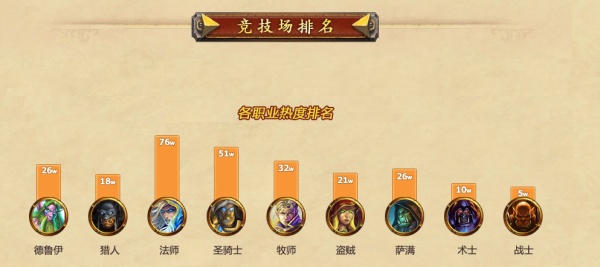 竞技场排名
各职业热度排名
26w 18w 76w 51w 32w 21w 26w 10w 5w
德鲁伊 猎人 法师 圣骑士 牧师 盗贼 萨满 术士 战士